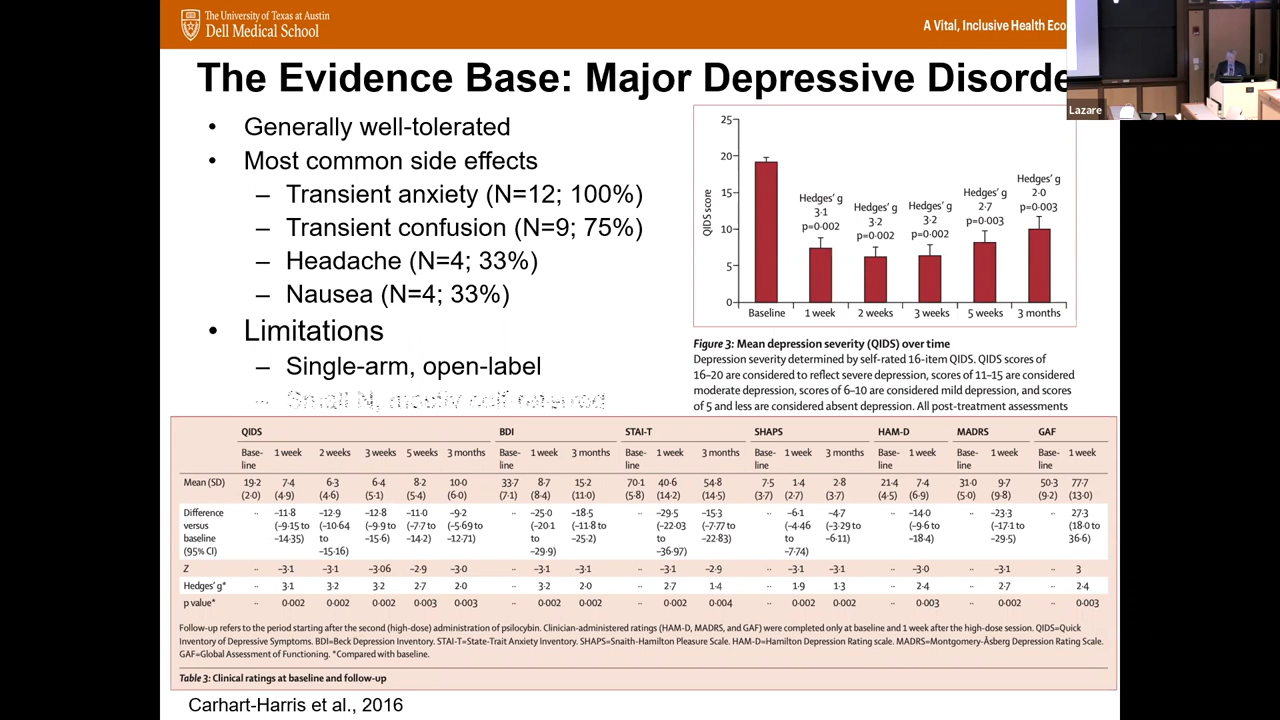 The University of Texas at Austin
Dell Medical School
A Vital, Inclusive Health Eco
Lazare
The Evidence Base: Major Depressive Disorde
• Generally well-tolerated
• Most common side effects
– Transient anxiety (N=12; 100%)
– Transient confusion (N=9; 75%)
– Headache (N=4; 33%)
– Nausea (N=4; 33%)
• Limitations
– Single-arm, open-label
– Small N, mostly self-referred
25
20
15
10
5
0
QIDS score
Hedges' g
3·1
p=0·002
Hedges' g
3·2
p=0·002
Hedges' g
3·2
p=0·002
Hedges' g
2·7
p=0·003
Hedges' g
2·0
p=0·003
Baseline 1 week 2 weeks 3 weeks 5 weeks 3 months
Figure 3: Mean depression severity (QIDS) over time
Depression severity determined by self-rated 16-item QIDS. QIDS scores of
16–20 are considered to reflect severe depression, scores of 11–15 are considered
moderate depression, scores of 6–10 are considered mild depression, and scores
of 5 and less are considered absent depression. All post-treatment assessments
QIDS BDI STAI-T SHAPS HAM-D MADRS GAF
Base- 1 week 2 weeks 3 weeks 5 weeks 3 months Base- 1 week 3 months Base- 1 week 3 months Base- 1 week 3 months Base- 1 week Base- 1 week Base- 1 week
line line line line line line line
Mean (SD) 19·2 7·4 6·3 6·4 8·2 10·0 33·7 8·7 15·2 70·1 40·6 54·8 7·5 1·4 2·8 21·4 7·4 31·0 9·7 50·3 77·7
(2·0) (4·9) (4·6) (5·1) (5·4) (6·0) (7·1) (8·4) (11·0) (5·8) (14·2) (14·5) (3·7) (2·7) (3·7) (4·5) (6·9) (5·0) (9·8) (9·2) (13·0)
Difference ·· –11·8 –12·9 –12·8 –11·0 –9·2 ·· –25·0 –18·5 ·· –29·5 –15·3 ·· –6·1 –4·7 ·· –14·0 ·· –23·3 ·· 27·3
versus (–9·15 to (–10·64 (–9·9 to (–7·7 to (–5·69 to (–20·1 (–11·8 to (–22·03 (–7·77 to (–4·46 (–3·29 to (–9·6 to (–17·1 to (18·0 to
baseline –14·35) to –15·6) –14·2) –12·71) to –25·2) to –22·83) to –6·11) –18·4) –29·5) 36·6)
(95% CI) –15·16) –29·9) –36·97) –7·74)
Z ·· –3·1 –3·1 –3·06 –2·9 –3·0 ·· –3·1 –3·1 ·· –3·1 –2·9 ·· –3·1 –3·1 ·· –3·0 ·· –3·1 ·· 3
Hedges' g* ·· 3·1 3·2 3·2 2·7 2·0 ·· 3·2 2·0 ·· 2·7 1·4 ·· 1·9 1·3 ·· 2·4 ·· 2·7 ·· 2·4
p value* ·· 0·002 0·002 0·002 0·003 0·003 ·· 0·002 0·002 ·· 0·002 0·004 ·· 0·002 0·002 ·· 0·003 ·· 0·002 ·· 0·003
Follow-up refers to the period starting after the second (high-dose) administration of psilocybin. Clinician-administered ratings (HAM-D, MADRS, and GAF) were completed only at baseline and 1 week after the high-dose session. QIDS=Quick
Inventory of Depressive Symptoms. BDI=Beck Depression Inventory. STAI-T=State-Trait Anxiety Inventory. SHAPS=Snaith-Hamilton Pleasure Scale. HAM-D=Hamilton Depression Rating scale. MADRS=Montgomery-Åsberg Depression Rating Scale.
GAF=Global Assessment of Functioning. *Compared with baseline.
Table 3: Clinical ratings at baseline and follow-up
Carhart-Harris et al., 2016